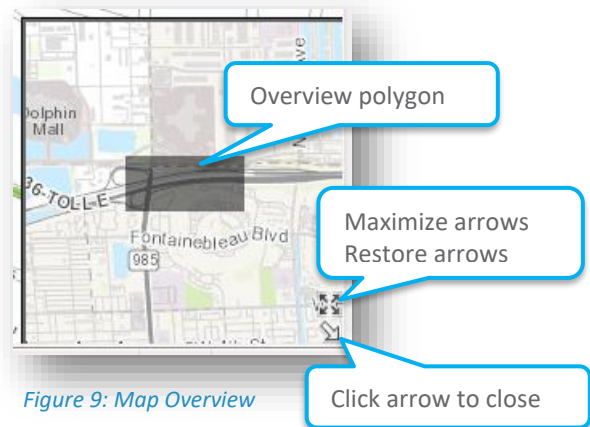 Overview polygon
Dolphin
Mall
36-TOLL-E
Fontainebleau Blvd
985
Maximize arrows
Restore arrows
Click arrow to close
Figure 9: Map Overview